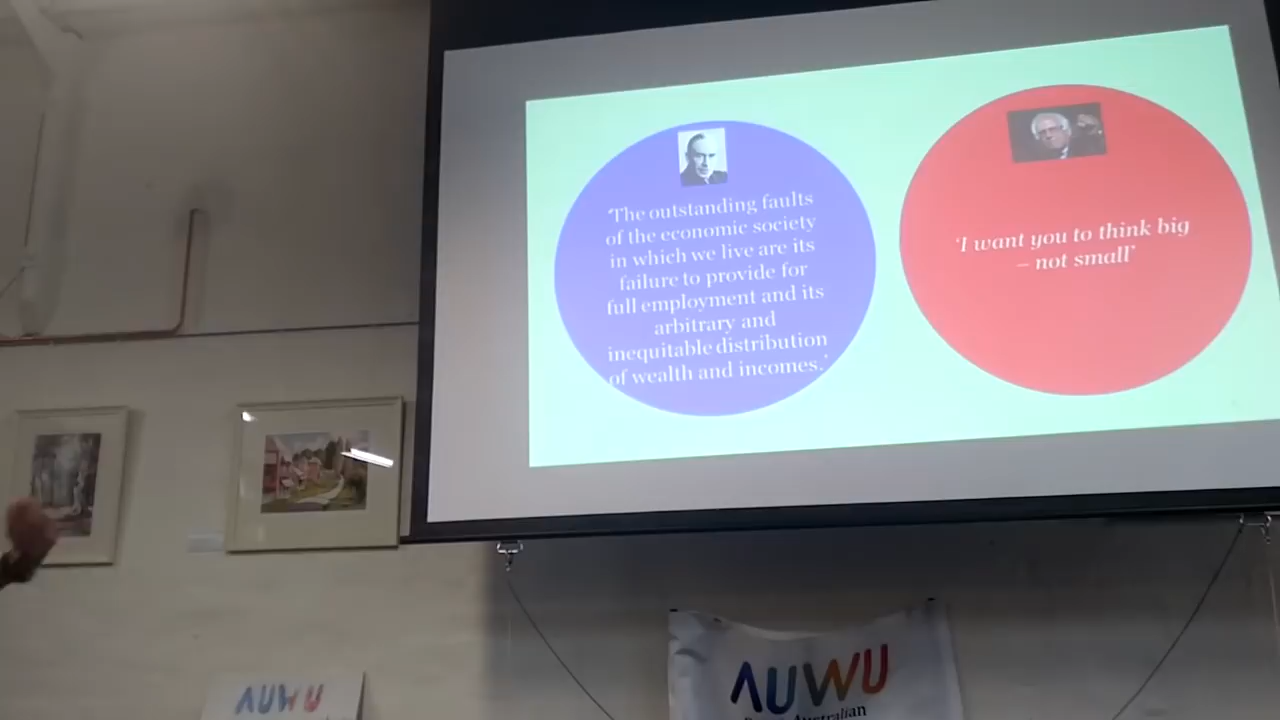 ‘The outstanding faults
of the economic society
in which we live are its
failure to provide for
full employment and its
arbitrary and
inequitable distribution
of wealth and incomes.’
‘I want you to think big
– not small’
AUWU
AUWU
Australian